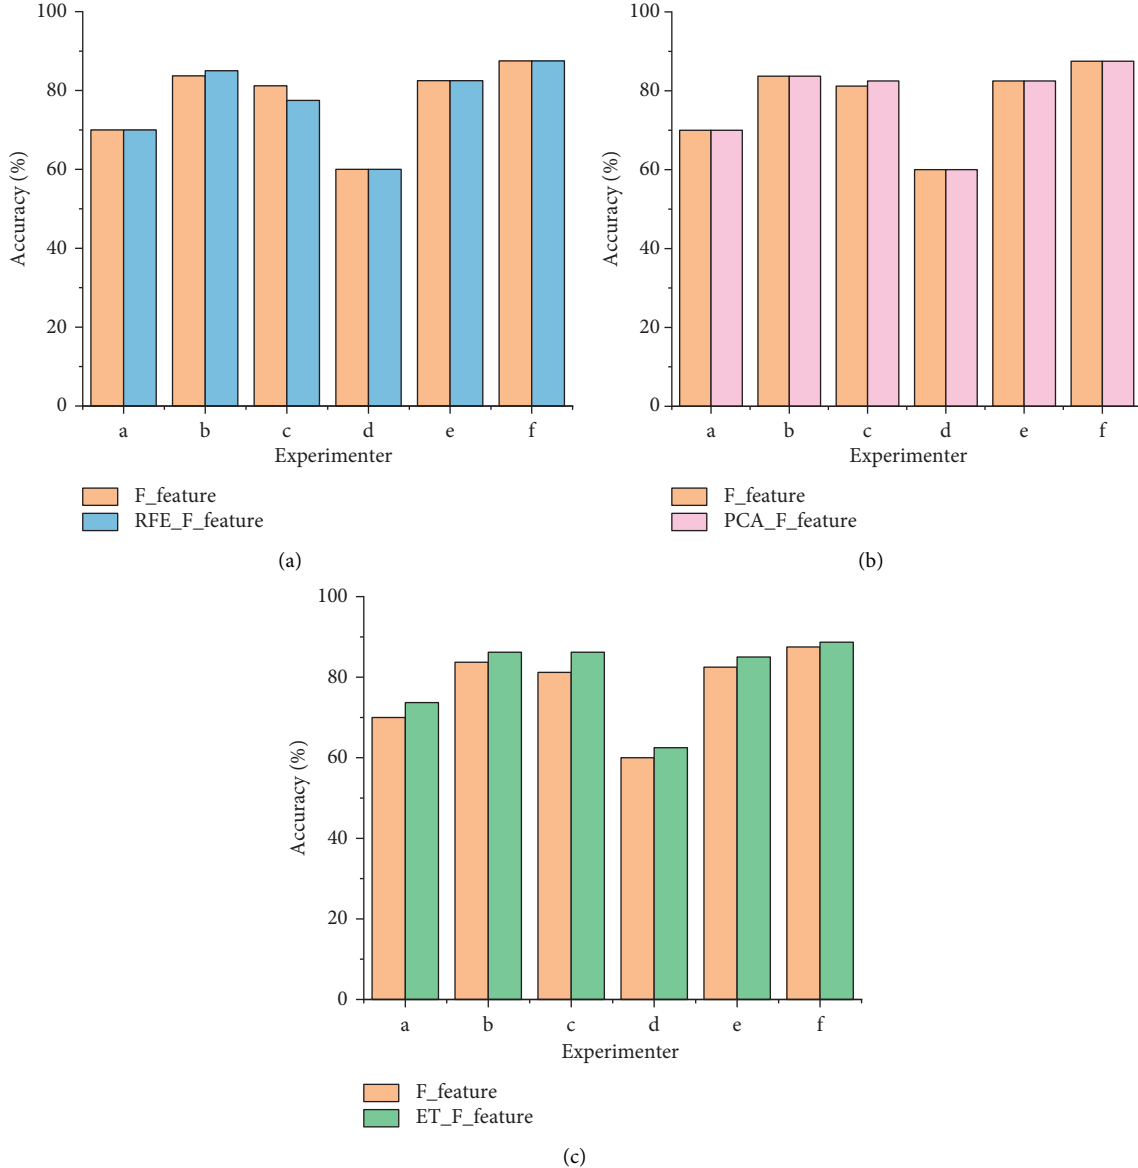 100
80
60
40
20
0
Accuracy (%)
a b c d e f
Experimenter
F_feature
RFE_F_feature
(a)
100
80
60
40
20
0
Accuracy (%)
a b c d e f
Experimenter
F_feature
PCA_F_feature
(b)
100
80
60
40
20
0
Accuracy (%)
a b c d e f
Experimenter
F_feature
ET_F_feature
(c)